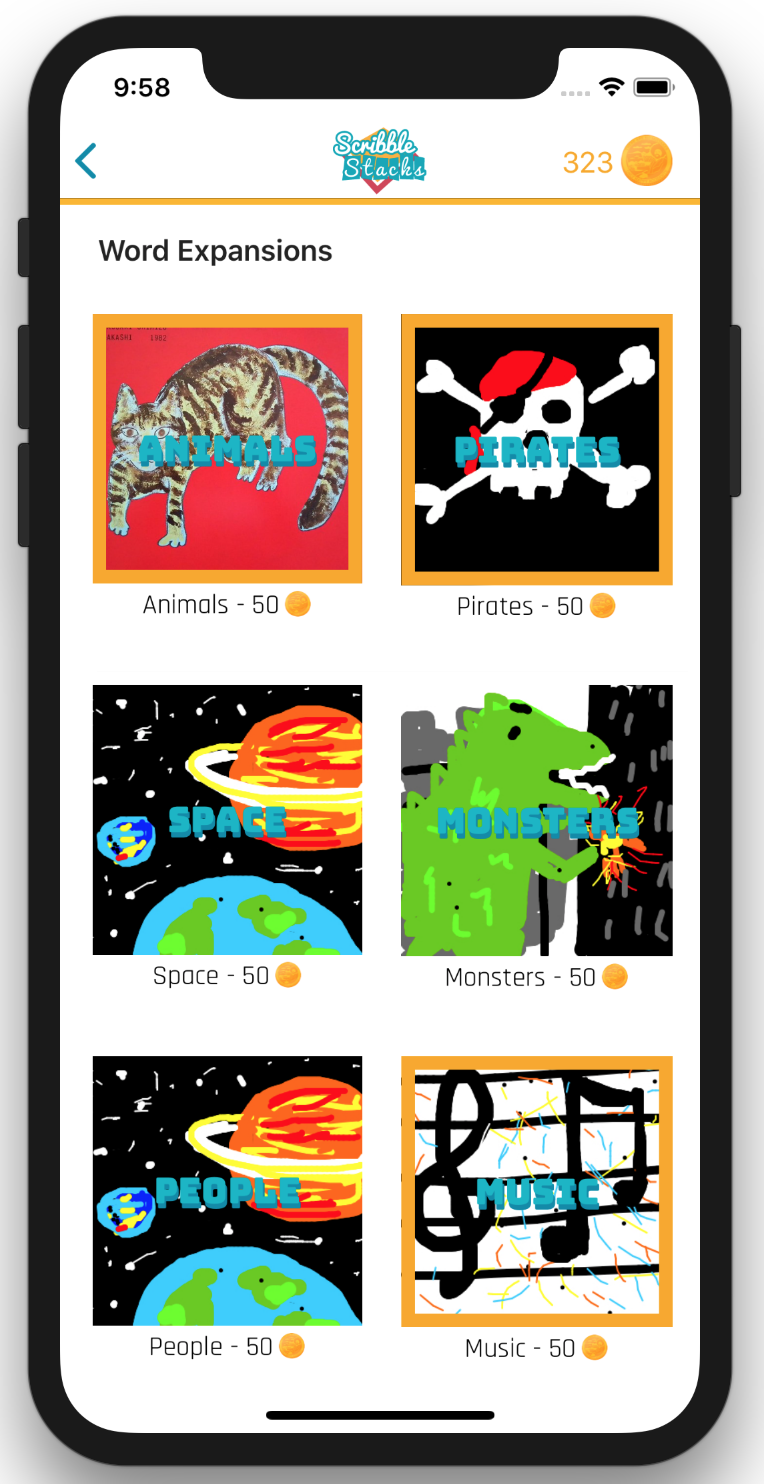 9:58
Scribble
Stacks
323
Word Expansions
AKASHI 1982
ANIMALS
PIRATES
Animals - 50
Pirates - 50
SPACE
MONSTERS
Space - 50
Monsters - 50
PEOPLE
MUSIC
People - 50
Music - 50